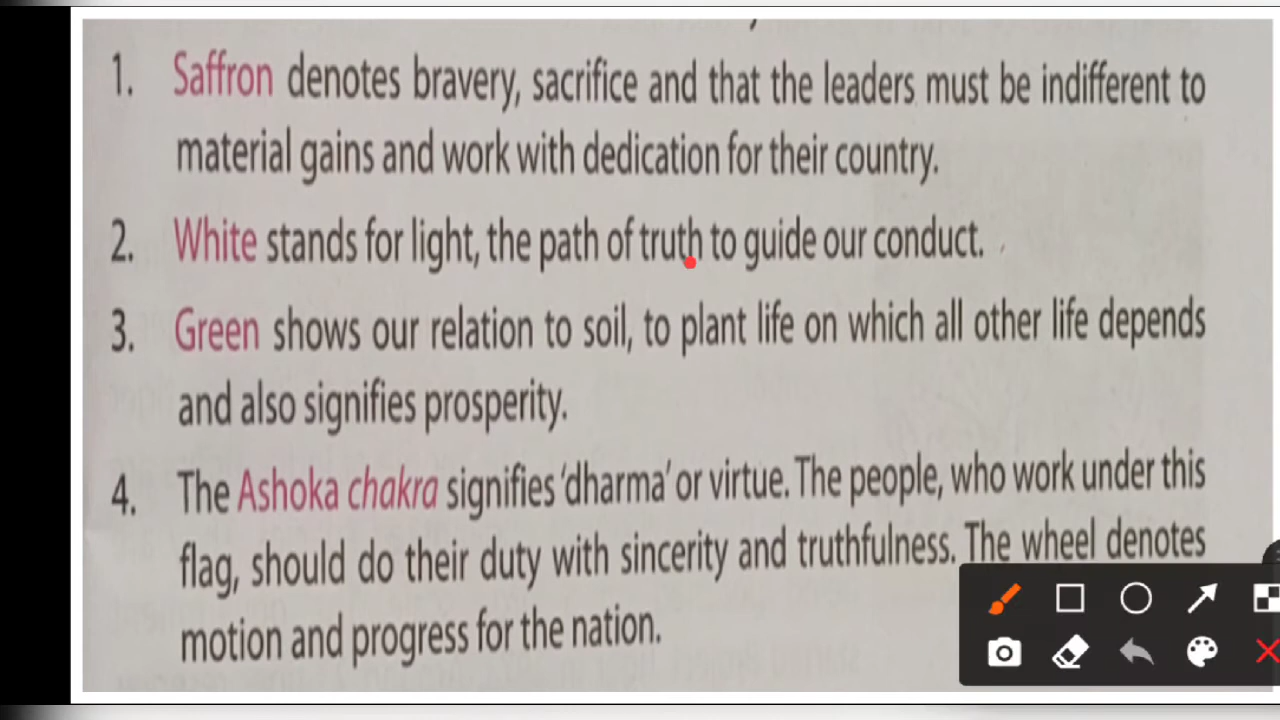 1. Saffron denotes bravery, sacrifice and that the leaders must be indifferent to
material gains and work with dedication for their country.
2. White stands for light, the path of truth to guide our conduct.
3. Green shows our relation to soil, to plant life on which all other life depends
and also signifies prosperity.
4. The Ashoka chakra signifies 'dharma' or virtue. The people, who work under this
flag, should do their duty with sincerity and truthfulness. The wheel denotes
motion and progress for the nation.